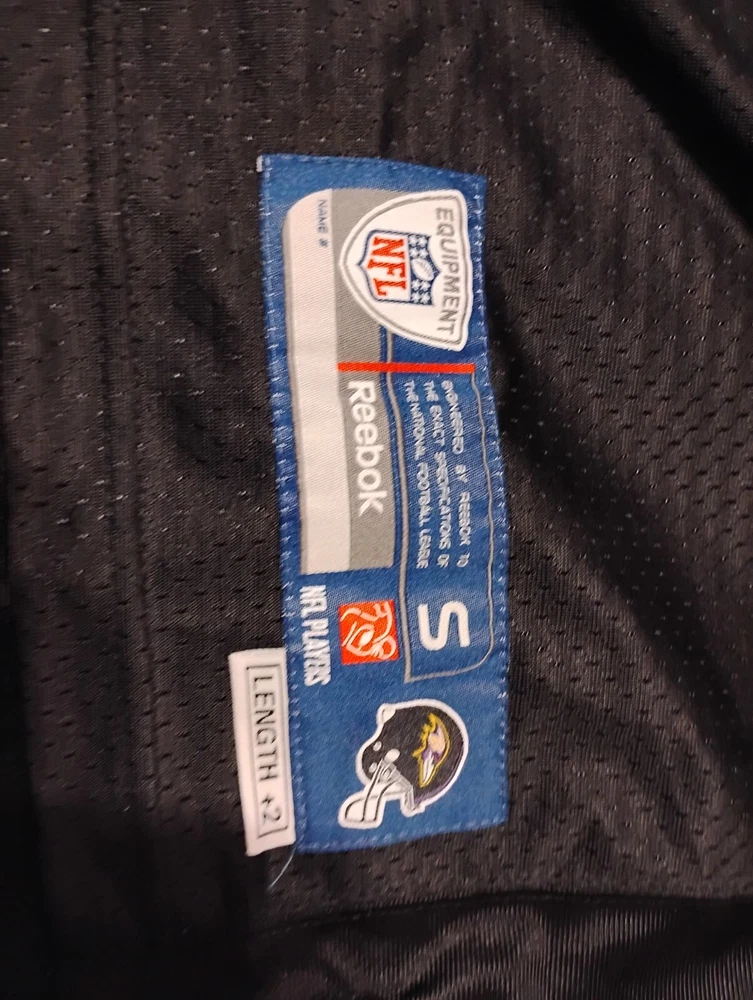 NFL
EQUIPMENT
NAME #
Reebok
ENGINEERED BY REEBOK TO
THE EXACT SPECIFICATIONS OF
THE NATIONAL FOOTBALL LEAGUE
S
NFL PLAYERS
LENGTH +2